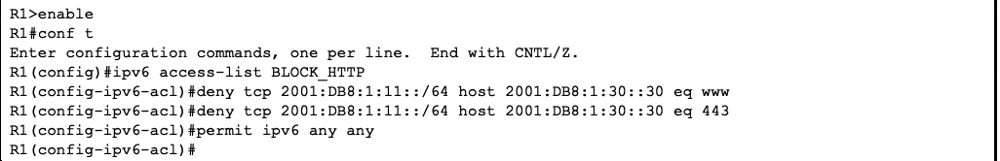 R1>enable
R1#conf t
Enter configuration commands, one per line.  End with CNTL/Z.
R1(config)#ipv6 access-list BLOCK_HTTP
R1(config-ipv6-acl)#deny tcp 2001:DB8:1:11::/64 host 2001:DB8:1:30::30 eq www
R1(config-ipv6-acl)#deny tcp 2001:DB8:1:11::/64 host 2001:DB8:1:30::30 eq 443
R1(config-ipv6-acl)#permit ipv6 any any
R1(config-ipv6-acl)#